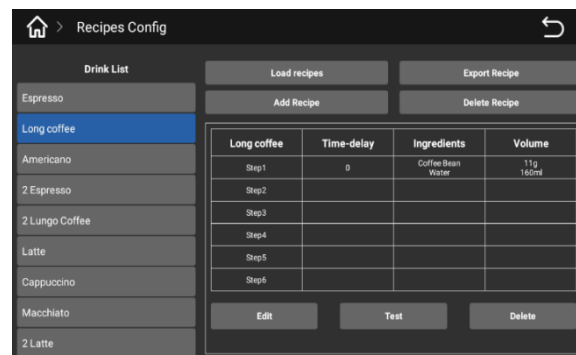 > Recipes Config
Drink List
Espresso
Long coffee
Americano
2 Espresso
2 Lungo Coffee
Latte
Cappuccino
Macchiato
2 Latte
Load recipes Export Recipe
Add Recipe Delete Recipe
Long coffee Time-delay Ingredients Volume
Step1 0 Coffee Bean 11g
Water 160ml
Step2
Step3
Step4
Step5
Step6
Edit Test Delete